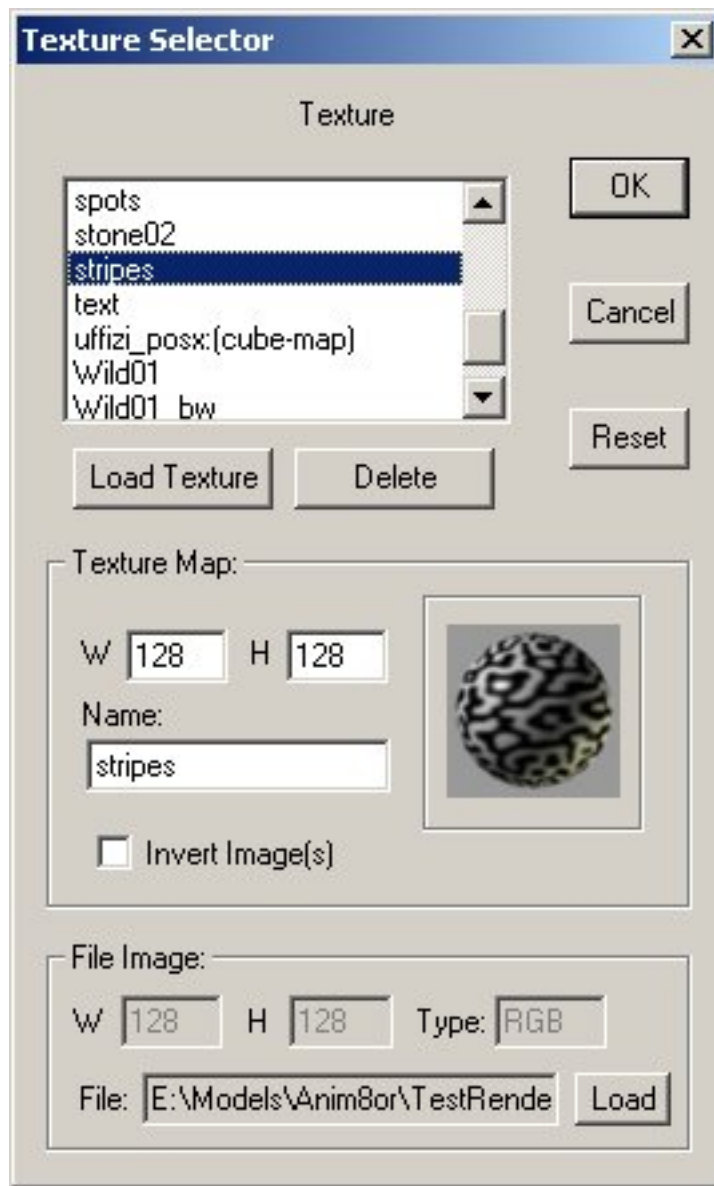 Texture Selector
Texture
spots
stone02
stripes
text
uffizi_posx:(cube-map)
Wild01
Wild01_bw
OK
Cancel
Reset
Load Texture
Delete
Texture Map:
W 128 H 128
Name:
stripes
Invert Image(s)
File Image:
W 128 H 128 Type: RGB
File: E:\Models\Anim8or\TestRende Load